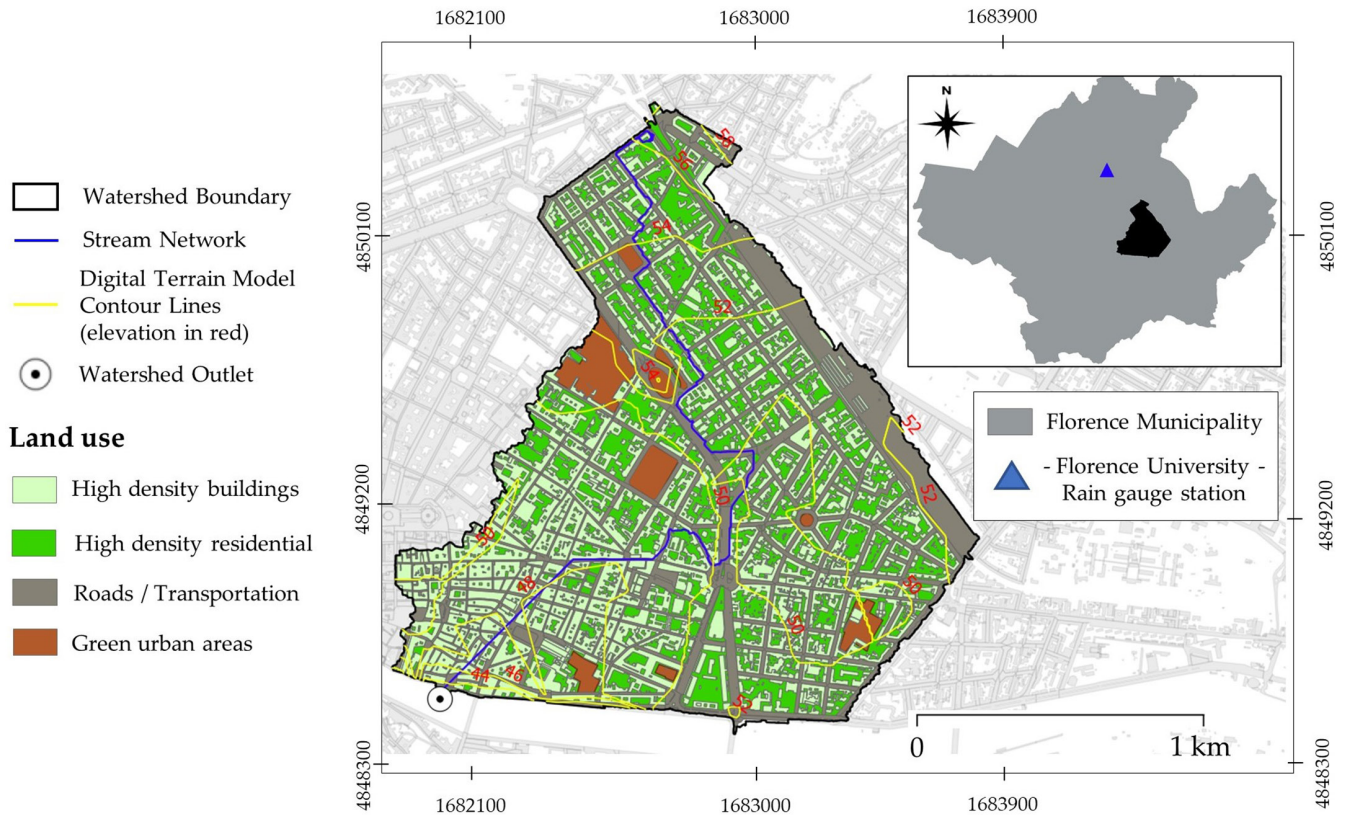 1682100
1683000
1683900
N
Watershed Boundary
Stream Network
Digital Terrain Model
Contour Lines
(elevation in red)
Watershed Outlet
Land use
High density buildings
High density residential
Roads / Transportation
Green urban areas
4850100
4849200
4848300
58
56
54
52
54
52
52
50
50
48
50
50
44
46
52
Florence Municipality
- Florence University -
Rain gauge station
4850100
4849200
4848300
0
1 km
1682100
1683000
1683900